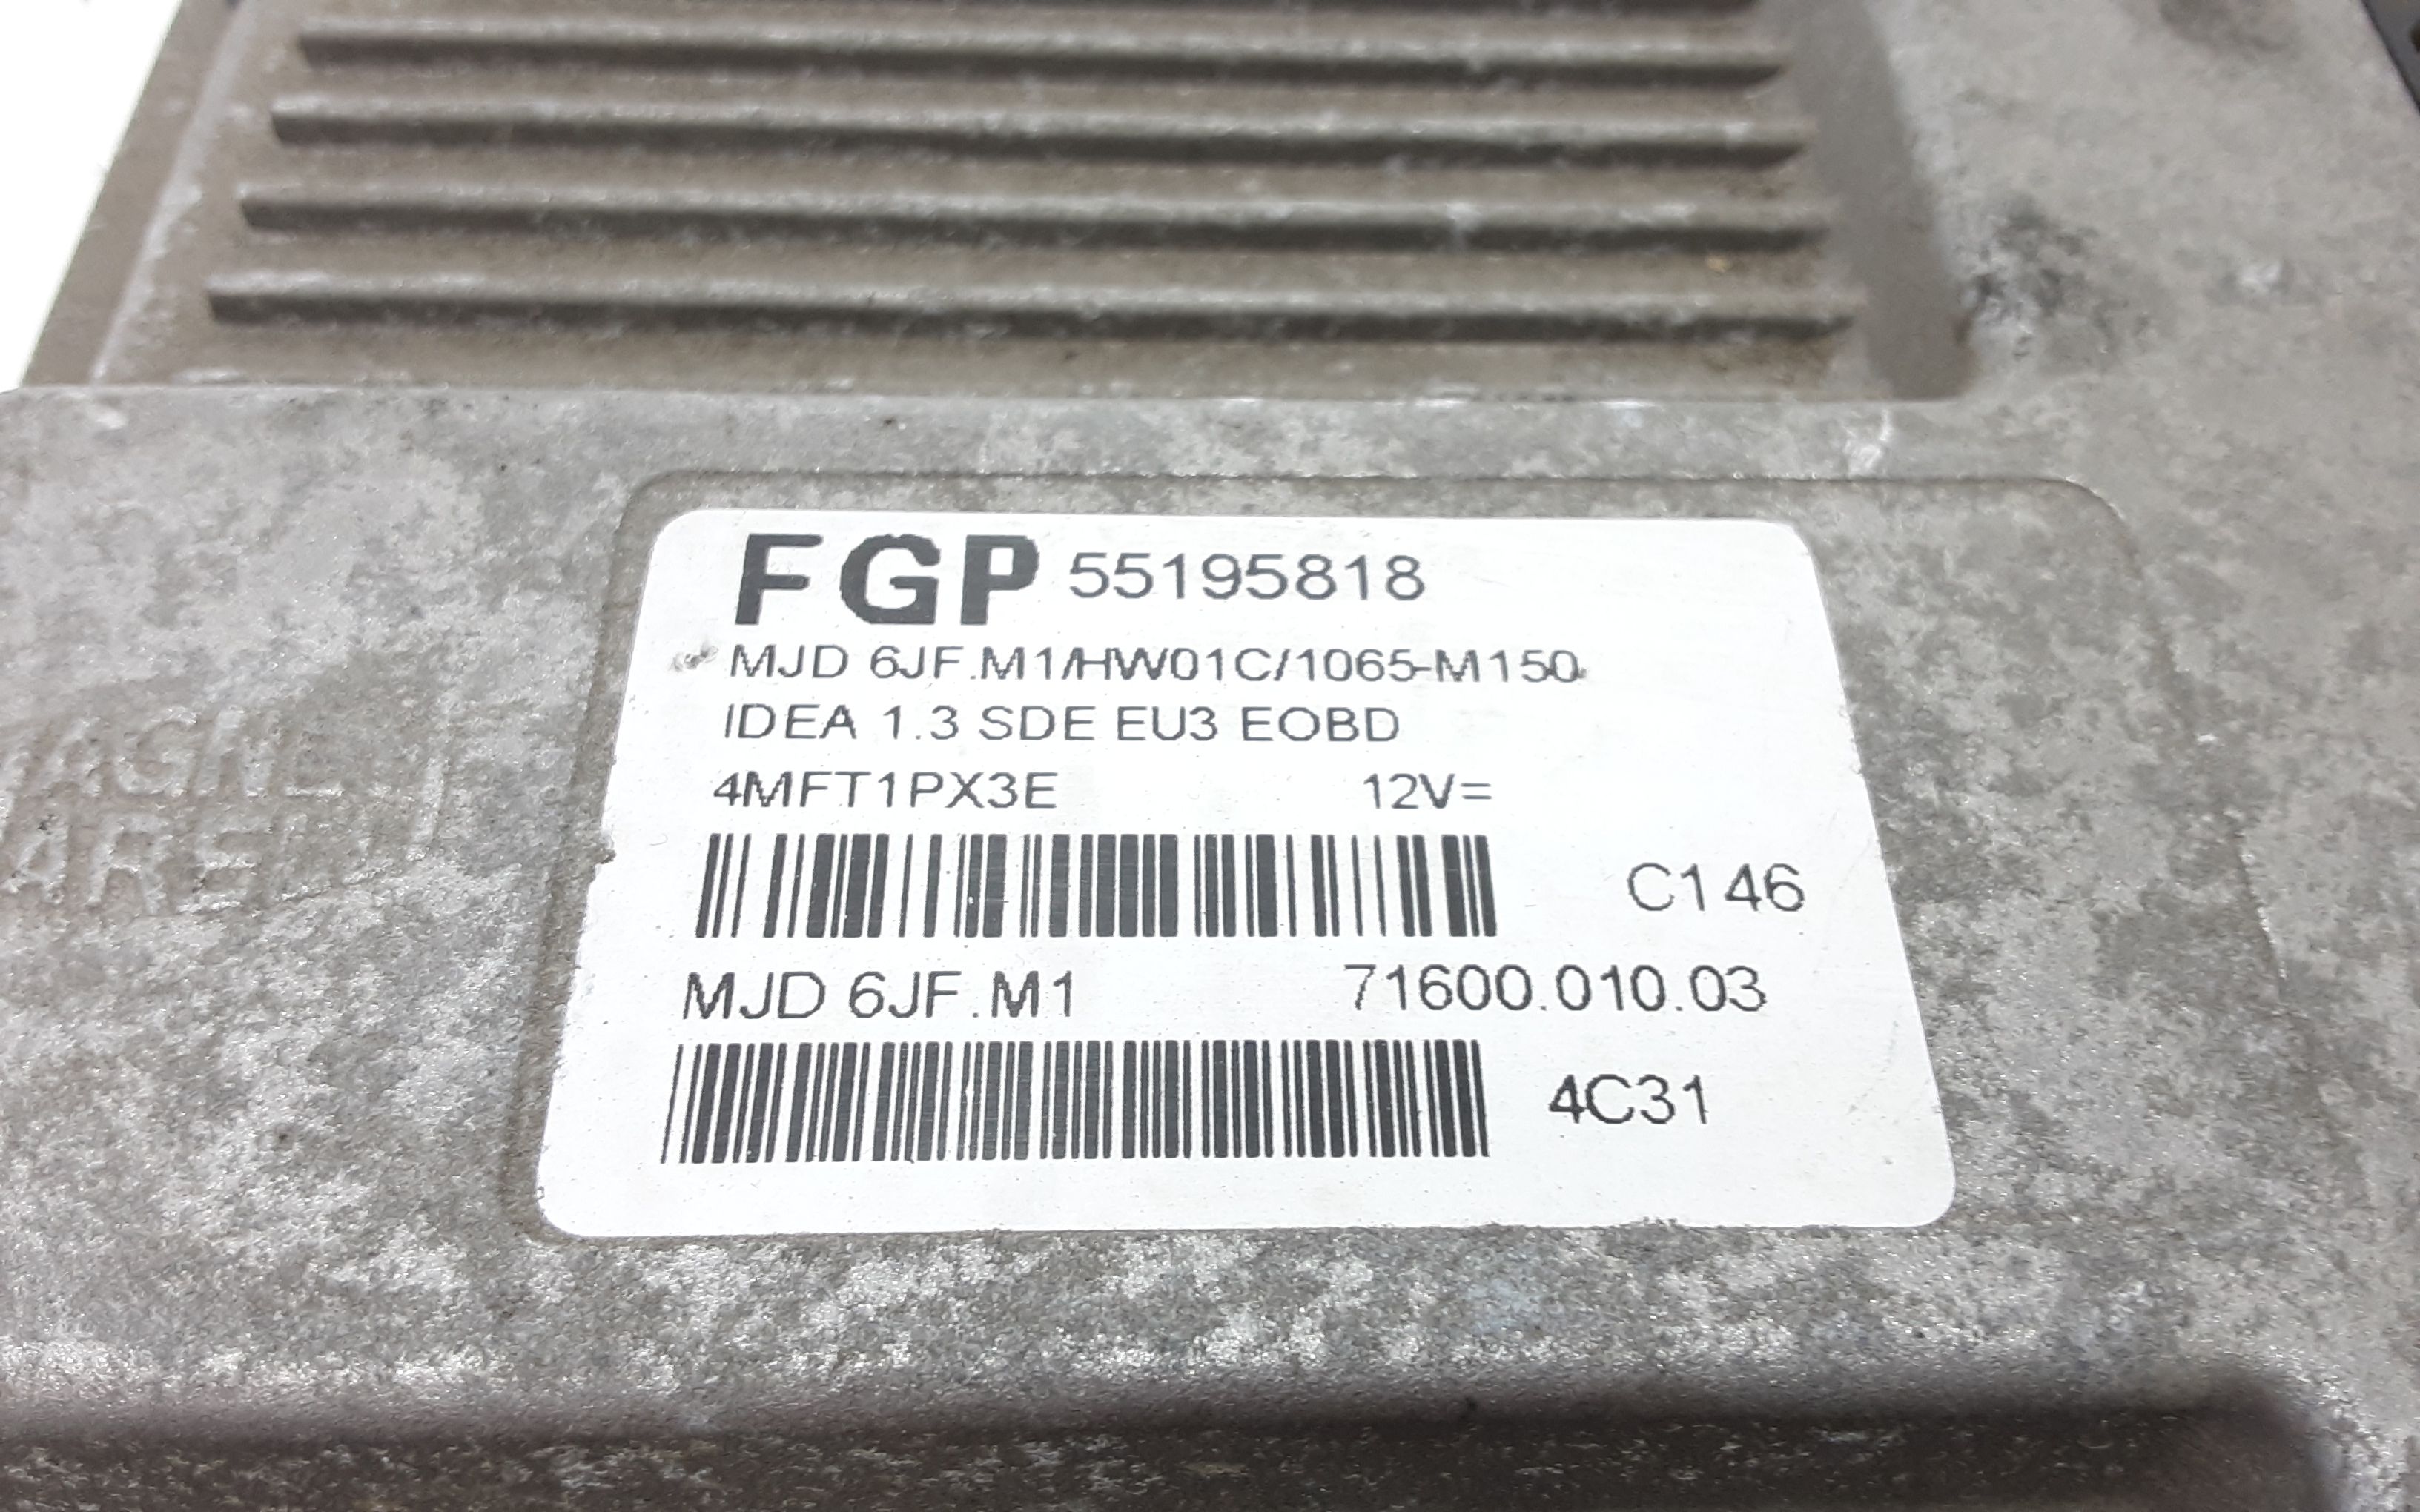 FGP 55195818
MJD 6JF.M1/HW01C/1065-M150
IDEA 1.3 SDE EU3 EOBD
4MFT1PX3E 12V=
C146
MJD 6JF.M1 71600.010.03
4C31